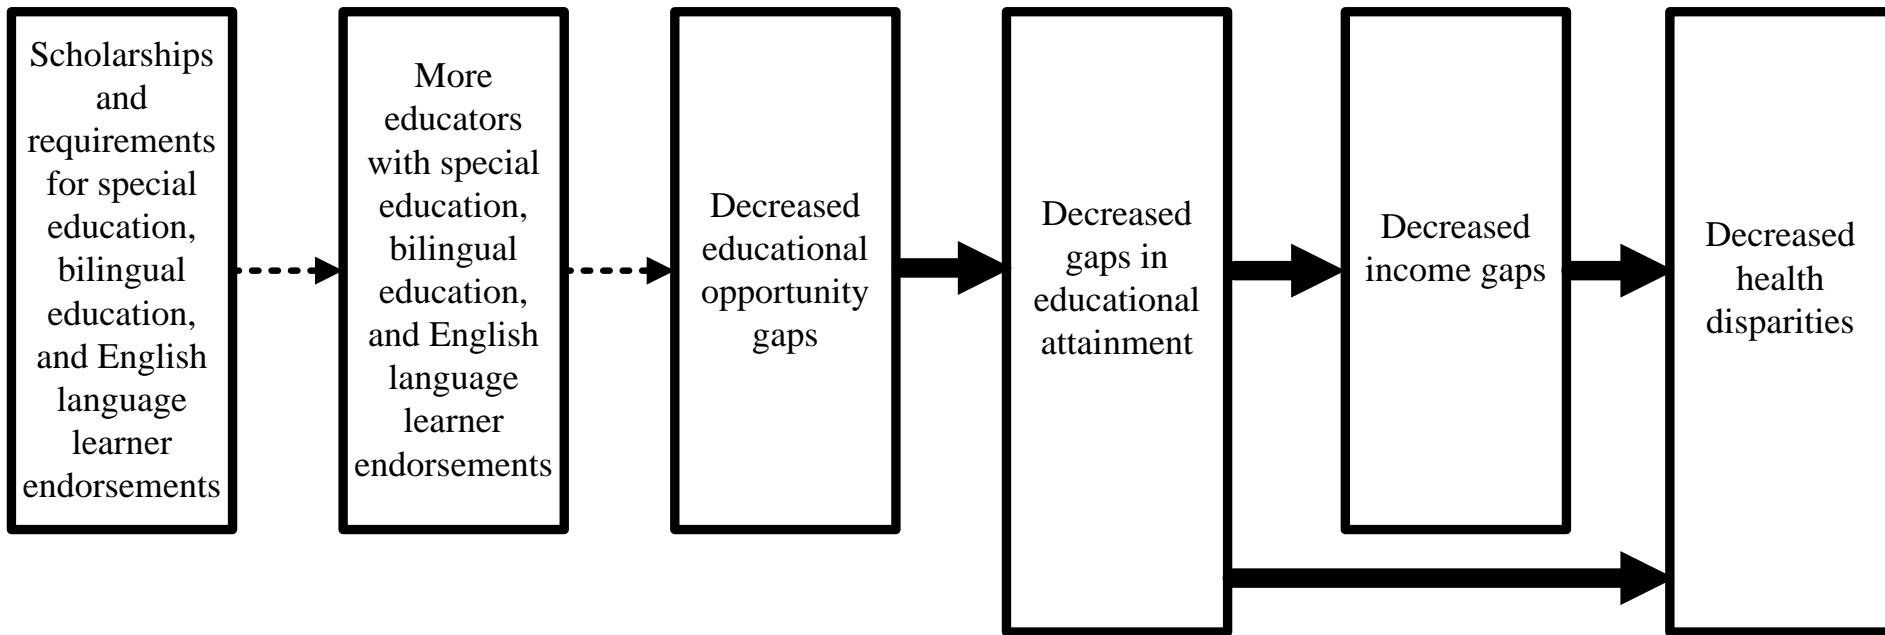 Scholarships
and
requirements
for special
education,
bilingual
education,
and English
language
learner
endorsements
More
educators
with special
education,
bilingual
education,
and English
language
learner
endorsements
Decreased
educational
opportunity
gaps
Decreased
gaps in
educational
attainment
Decreased
income gaps
Decreased
health
disparities